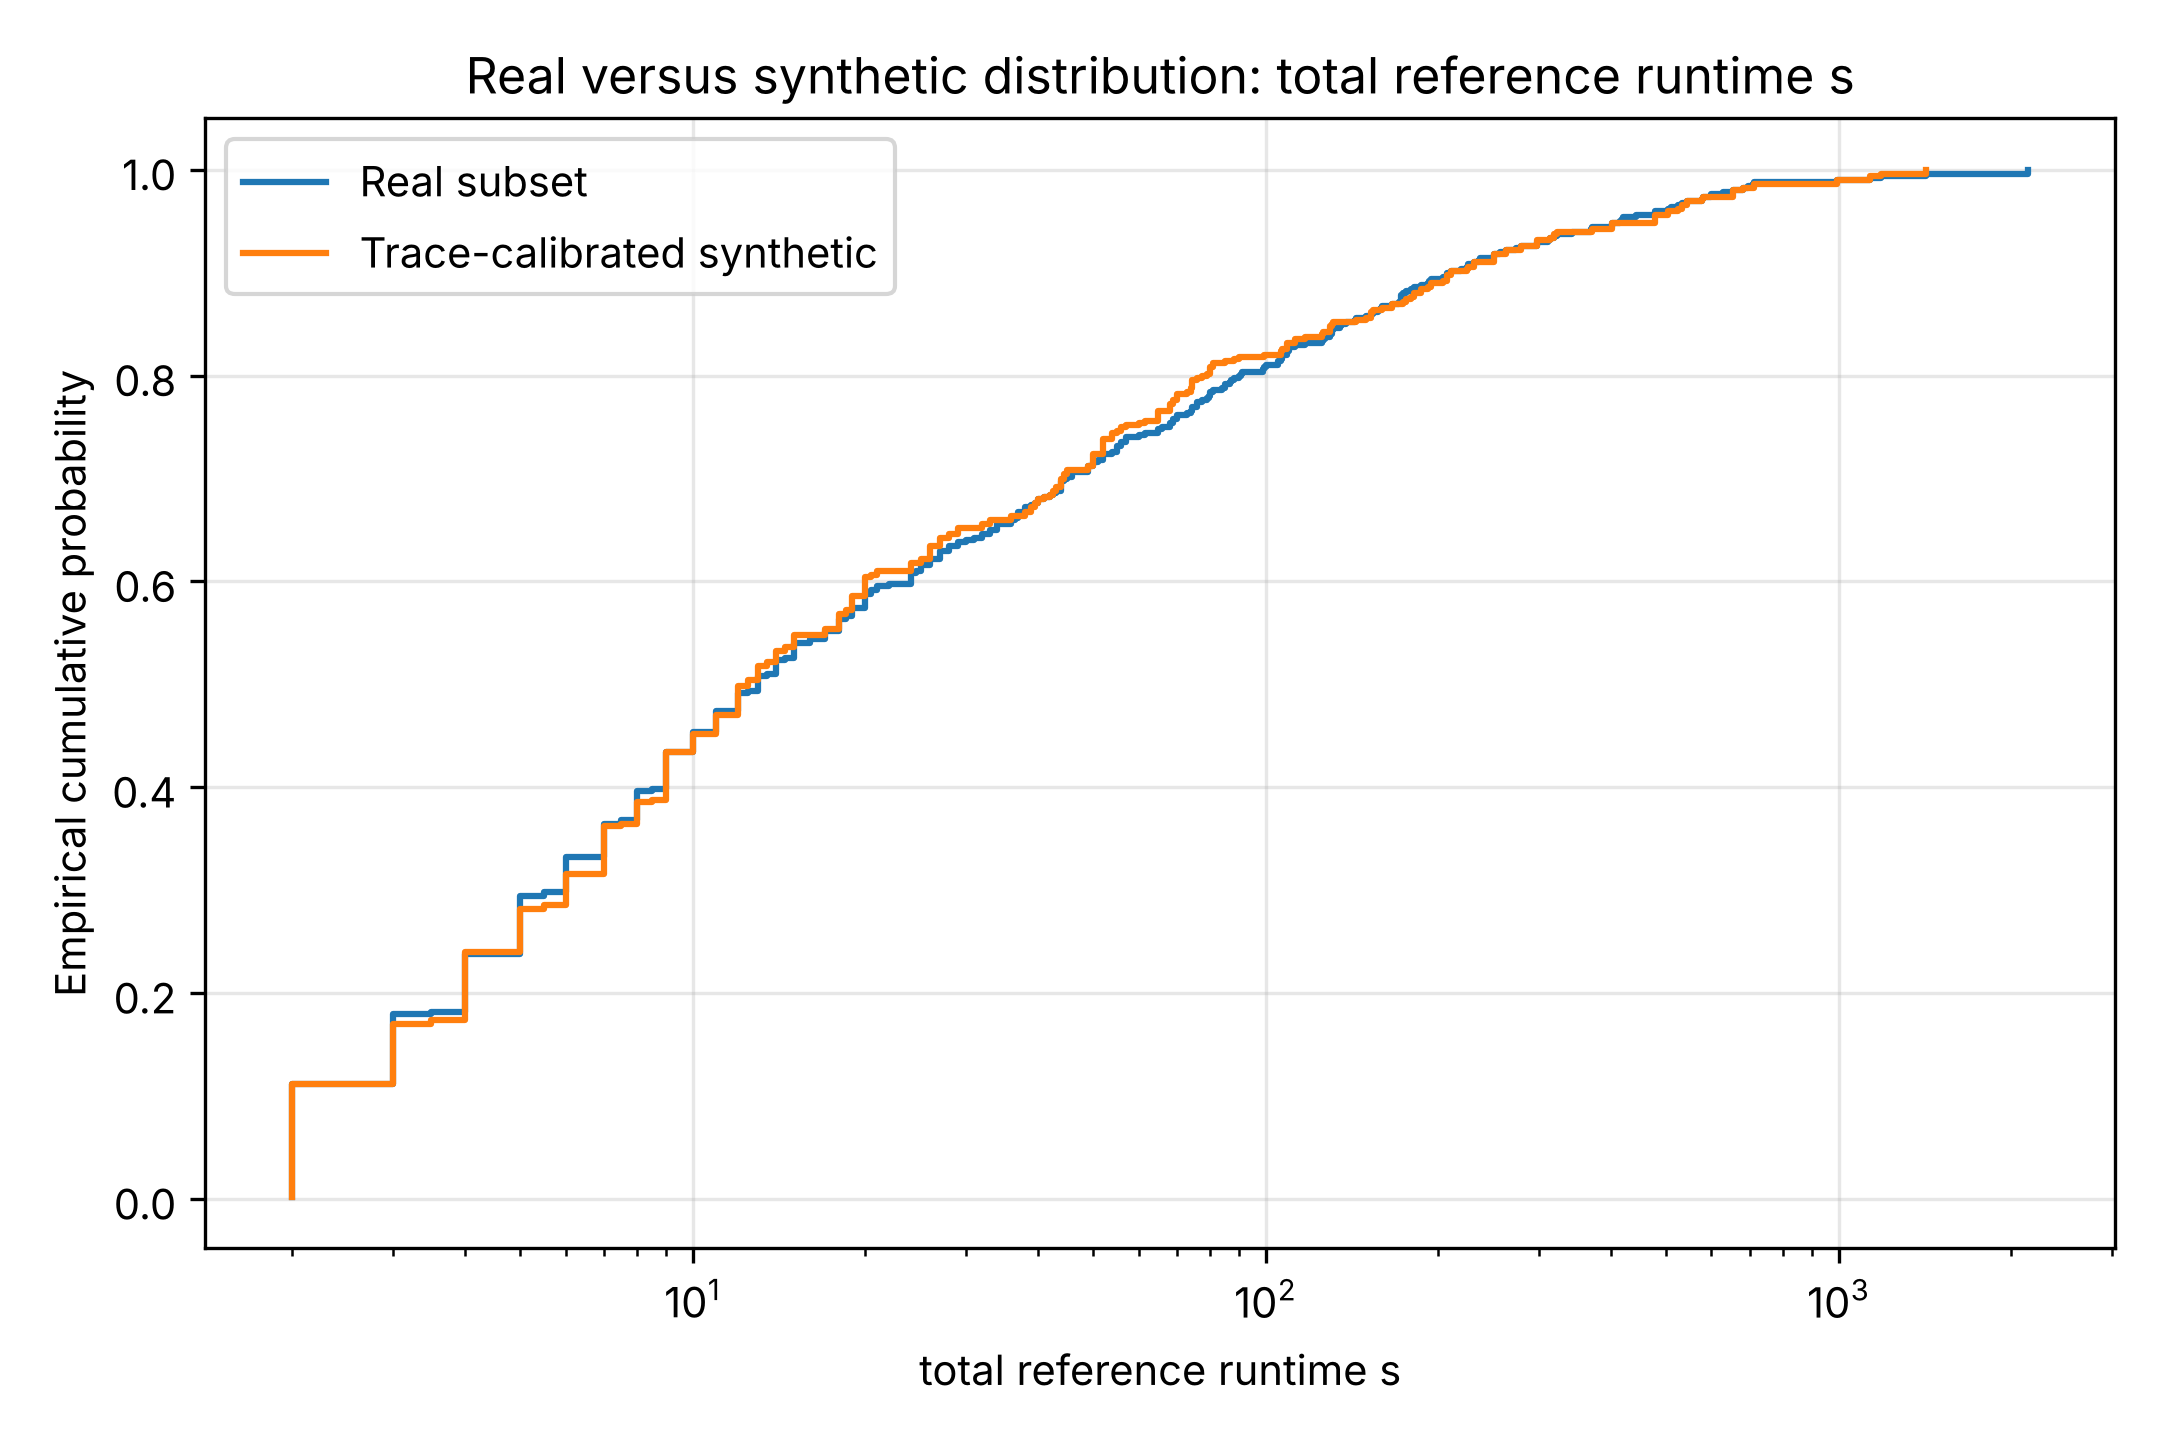 Real versus synthetic distribution: total reference runtime s
Real subset
Trace-calibrated synthetic
Empirical cumulative probability
1.0
0.8
0.6
0.4
0.2
0.0
10¹
10²
10³
total reference runtime s